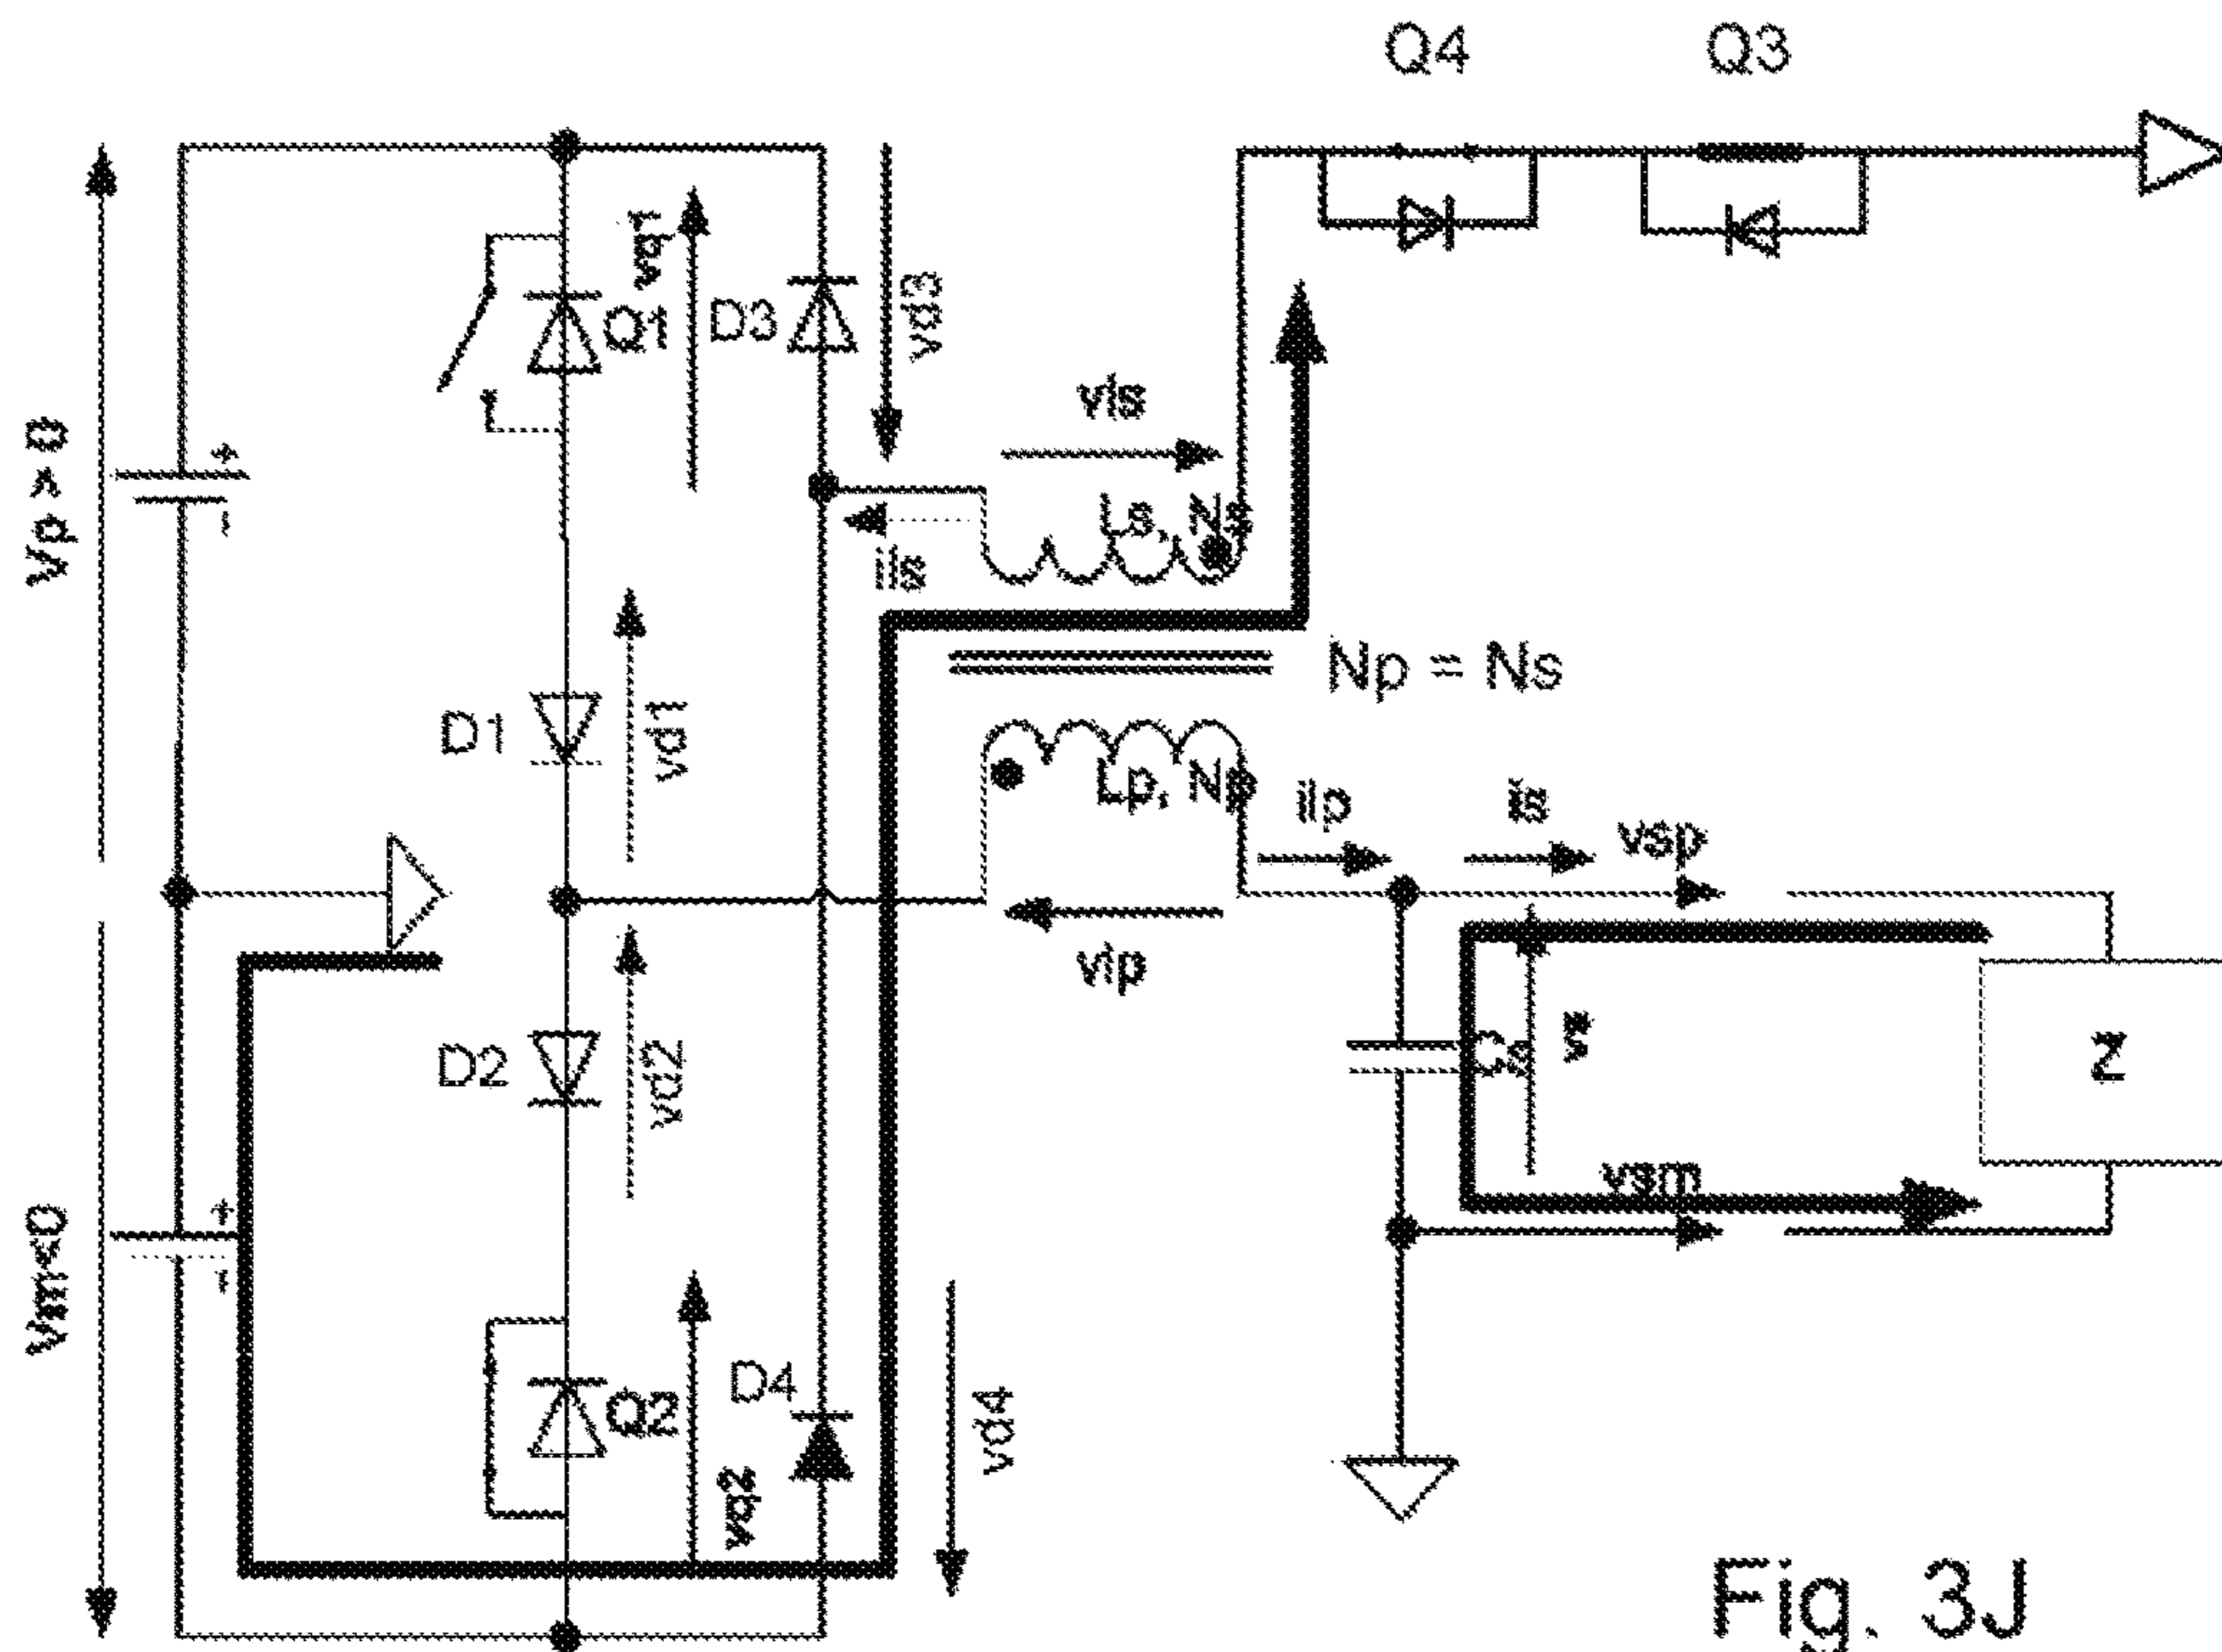 Q4
Q3
Vp > 0
+
-
vq1
Q1
D3
vd3
vls
Ls, Ns
ils
Np = Ns
D1
vd1
Lp, Np
ilp
is
vsp
vlp
D2
vd2
Cs
vs
Z
vsm
Vm<0
+
-
Q2
D4
vd4
vq2
Fig. 3J